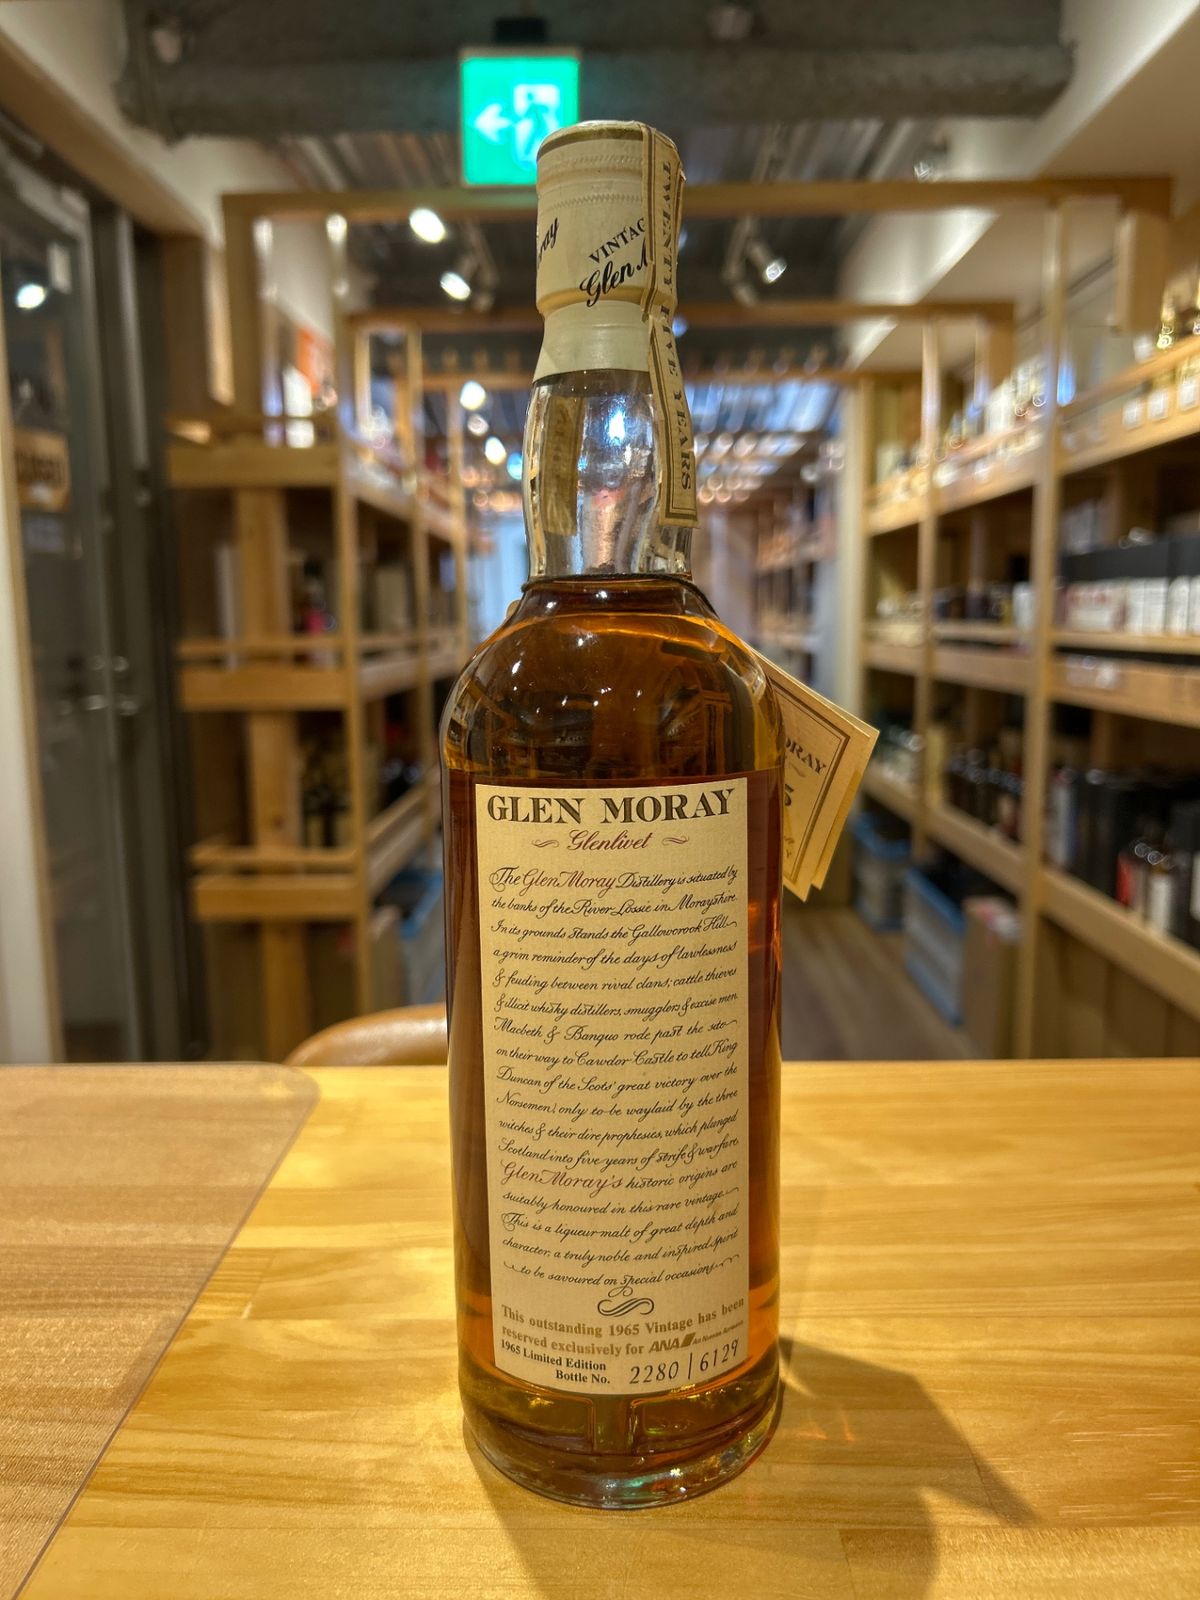 VINTAG
Glen M
TWENTY FIVE YEARS
ORAY
5
GLEN MORAY
Glenlivet
The Glen Moray Distillery is situated by
the banks of the River Lossie in Morayshire.
In its grounds stands the Gallowcrook Hill
a grim reminder of the days of lawlessness
& feuding between rival clans; cattle thieves
& illicit whisky distillers, smugglers & excise men.
Macbeth & Banquo rode past the site
on their way to Cawdor Castle to tell King
Duncan of the Scots' great victory over the
Norsemen, only to be waylaid by the three
witches & their dire prophesies, which plunged
Scotland into five years of strife & warfare.
Glen Moray's historic origins are
suitably honoured in this rare vintage.
This is a liqueur malt of great depth and
character, a truly noble and inspired spirit
to be savoured on special occasions.
This outstanding 1965 Vintage has been
reserved exclusively for ANA All Nippon Airways
1965 Limited Edition
Bottle No. 2280 | 6129